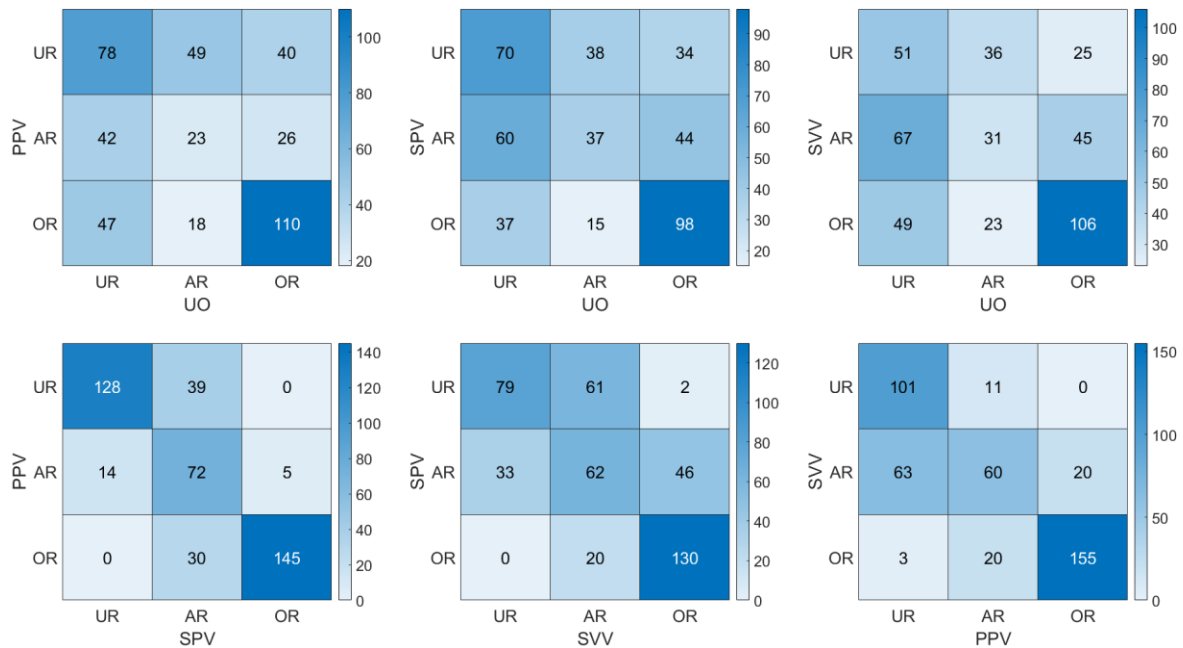 PPV
UR 78 49 40
AR 42 23 26
OR 47 18 110
UR AR OR
UO
100
80
60
40
20
SPV
UR 70 38 34
AR 60 37 44
OR 37 15 98
UR AR OR
UO
90
80
70
60
50
40
30
20
SVV
UR 51 36 25
AR 67 31 45
OR 49 23 106
UR AR OR
UO
100
90
80
70
60
50
40
30
PPV
UR 128 39 0
AR 14 72 5
OR 0 30 145
UR AR OR
SPV
140
120
100
80
60
40
20
0
SPV
UR 79 61 2
AR 33 62 46
OR 0 20 130
UR AR OR
SVV
120
100
80
60
40
20
0
SVV
UR 101 11 0
AR 63 60 20
OR 3 20 155
UR AR OR
PPV
150
100
50
0